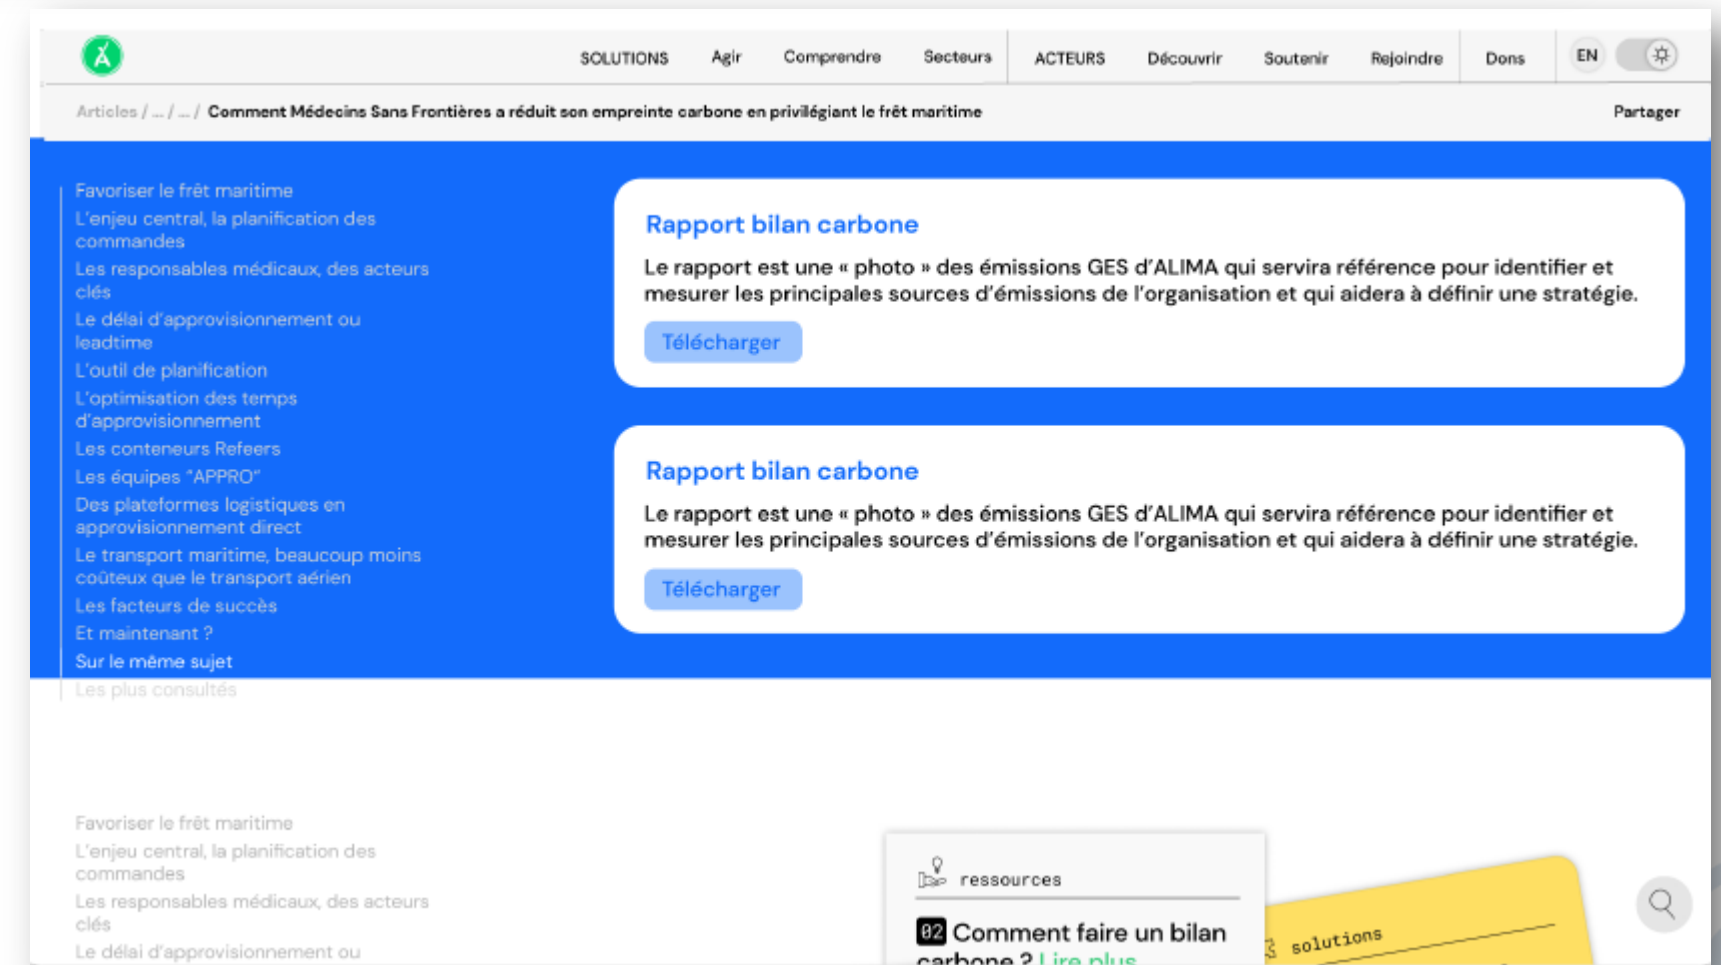 SOLUTIONS Agir Comprendre Secteurs ACTEURS Découvrir Soutenir Rejoindre Dons EN
Articles / ... / ... / Comment Médecins Sans Frontières a réduit son empreinte carbone en privilégiant le frêt maritime Partager
Favoriser le frêt maritime
L'enjeu central, la planification des
commandes
Les responsables médicaux, des acteurs
clés
Le délai d'approvisionnement ou
leadtime
L'outil de planification
L'optimisation des temps
d'approvisionnement
Les conteneurs Refeers
Les équipes "APPRO"
Des plateformes logistiques en
approvisionnement direct
Le transport maritime, beaucoup moins
coûteux que le transport aérien
Les facteurs de succès
Et maintenant ?
Sur le même sujet
Les plus consultés
Rapport bilan carbone
Le rapport est une « photo » des émissions GES d'ALIMA qui servira référence pour identifier et
mesurer les principales sources d'émissions de l'organisation et qui aidera à définir une stratégie.
Télécharger
Rapport bilan carbone
Le rapport est une « photo » des émissions GES d'ALIMA qui servira référence pour identifier et
mesurer les principales sources d'émissions de l'organisation et qui aidera à définir une stratégie.
Télécharger
Favoriser le frêt maritime
L'enjeu central, la planification des
commandes
Les responsables médicaux, des acteurs
clés
Le délai d'approvisionnement ou
ressources
02 Comment faire un bilan
carbone ? Lire plus
solutions